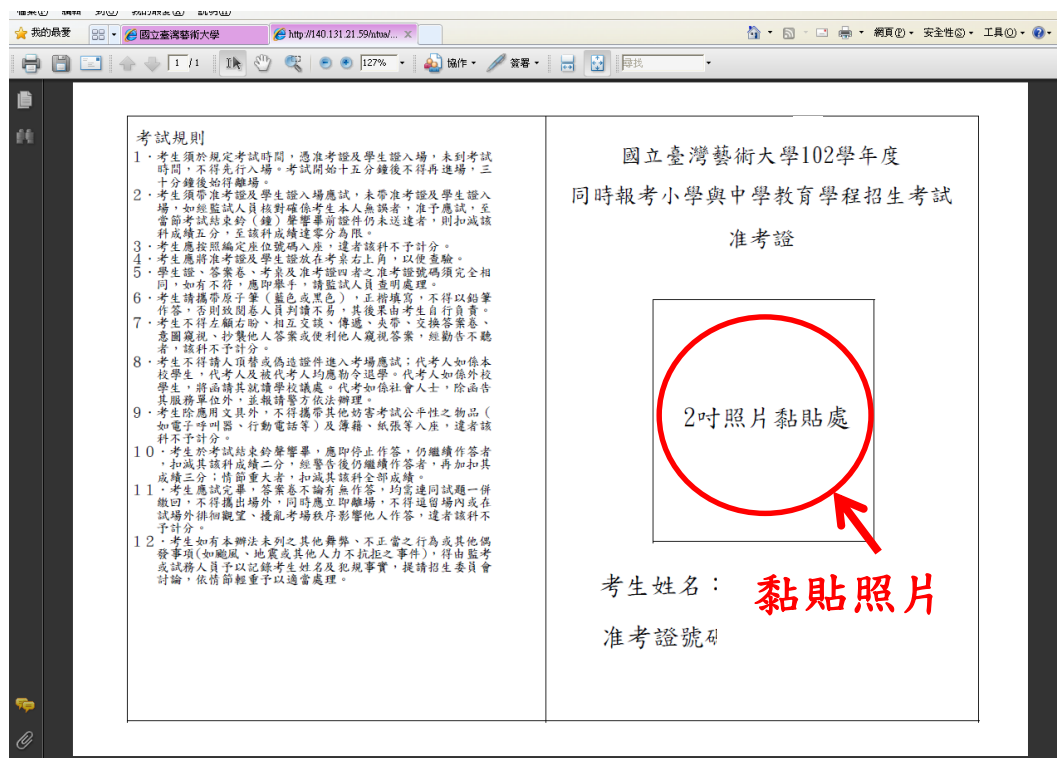 我的最愛
國立臺灣藝術大學
http://140.131.21.59/ntua/...
網頁(P)
安全性(S)
工具(O)
1 / 1
127%
協作
簽署
尋找
考試規則
1．考生須於規定考試時間，憑准考證及學生證入場，未到考試
時間，不得先行入場。考試開始十五分鐘後不得再進場，三
十分鐘後始得離場。
2．考生須帶准考證及學生證入場應試，未帶准考證及學生證入
場，如經監試人員核對確係考生本人無誤者，准予應試，至
當節考試結束鈴（鐘）聲響畢前證件仍未送達者，則扣減該
科成績五分，至該科成績達零分為限。
3．考生應按照編定座位號碼入座，違者該科不予計分。
4．考生應將准考證及學生證放在考桌右上角，以便查驗。
5．學生證、答案卷、考桌及准考證四者之准考證號碼須完全相
同，如有不符，應即舉手，請監試人員查明處理。
6．考生請攜帶原子筆（藍色或黑色），正楷填寫，不得以鉛筆
作答，否則致閱卷人員判讀不易，其後果由考生自行負責。
7．考生不得左顧右盼、相互交談、傳遞、夾帶、交換答案卷、
意圖窺視、抄襲他人答案或便利他人窺視答案，經勸告不聽
者，該科不予計分。
8．考生不得請人頂替或偽造證件進入考場應試；代考人如係本
校學生，代考人及被代考人均應勒令退學。代考人如係外校
學生，將函請其就讀學校議處。代考如係社會人士，除函告
其服務單位外，並報請警方依法辦理。
9．考生除應用文具外，不得攜帶其他妨害考試公平性之物品（
如電子呼叫器、行動電話等）及簿籍、紙張等入座，違者該
科不予計分。
10．考生於考試結束鈴聲響畢，應即停止作答，仍繼續作答者
，扣減其該科成績二分，經警告後仍繼續作答者，再加扣其
成績三分；情節重大者，扣減其該科全部成績。
11．考生應試完畢，答案卷不論有無作答，均需連同試題一併
繳回，不得攜出場外，同時應立即離場，不得逗留場內或在
試場外徘徊觀望、擾亂考場秩序影響他人作答，違者該科不
予計分。
12．考生如有本辦法未列之其他舞弊、不正當之行為或其他偶
發事項(如颱風、地震或其他人力不抗拒之事件)，得由監考
或試務人員予以記錄考生姓名及犯規事實，提請招生委員會
討論，依情節輕重予以適當處理。
國立臺灣藝術大學102學年度
同時報考小學與中學教育學程招生考試
准考證
2吋照片黏貼處
考生姓名：
黏貼照片
准考證號